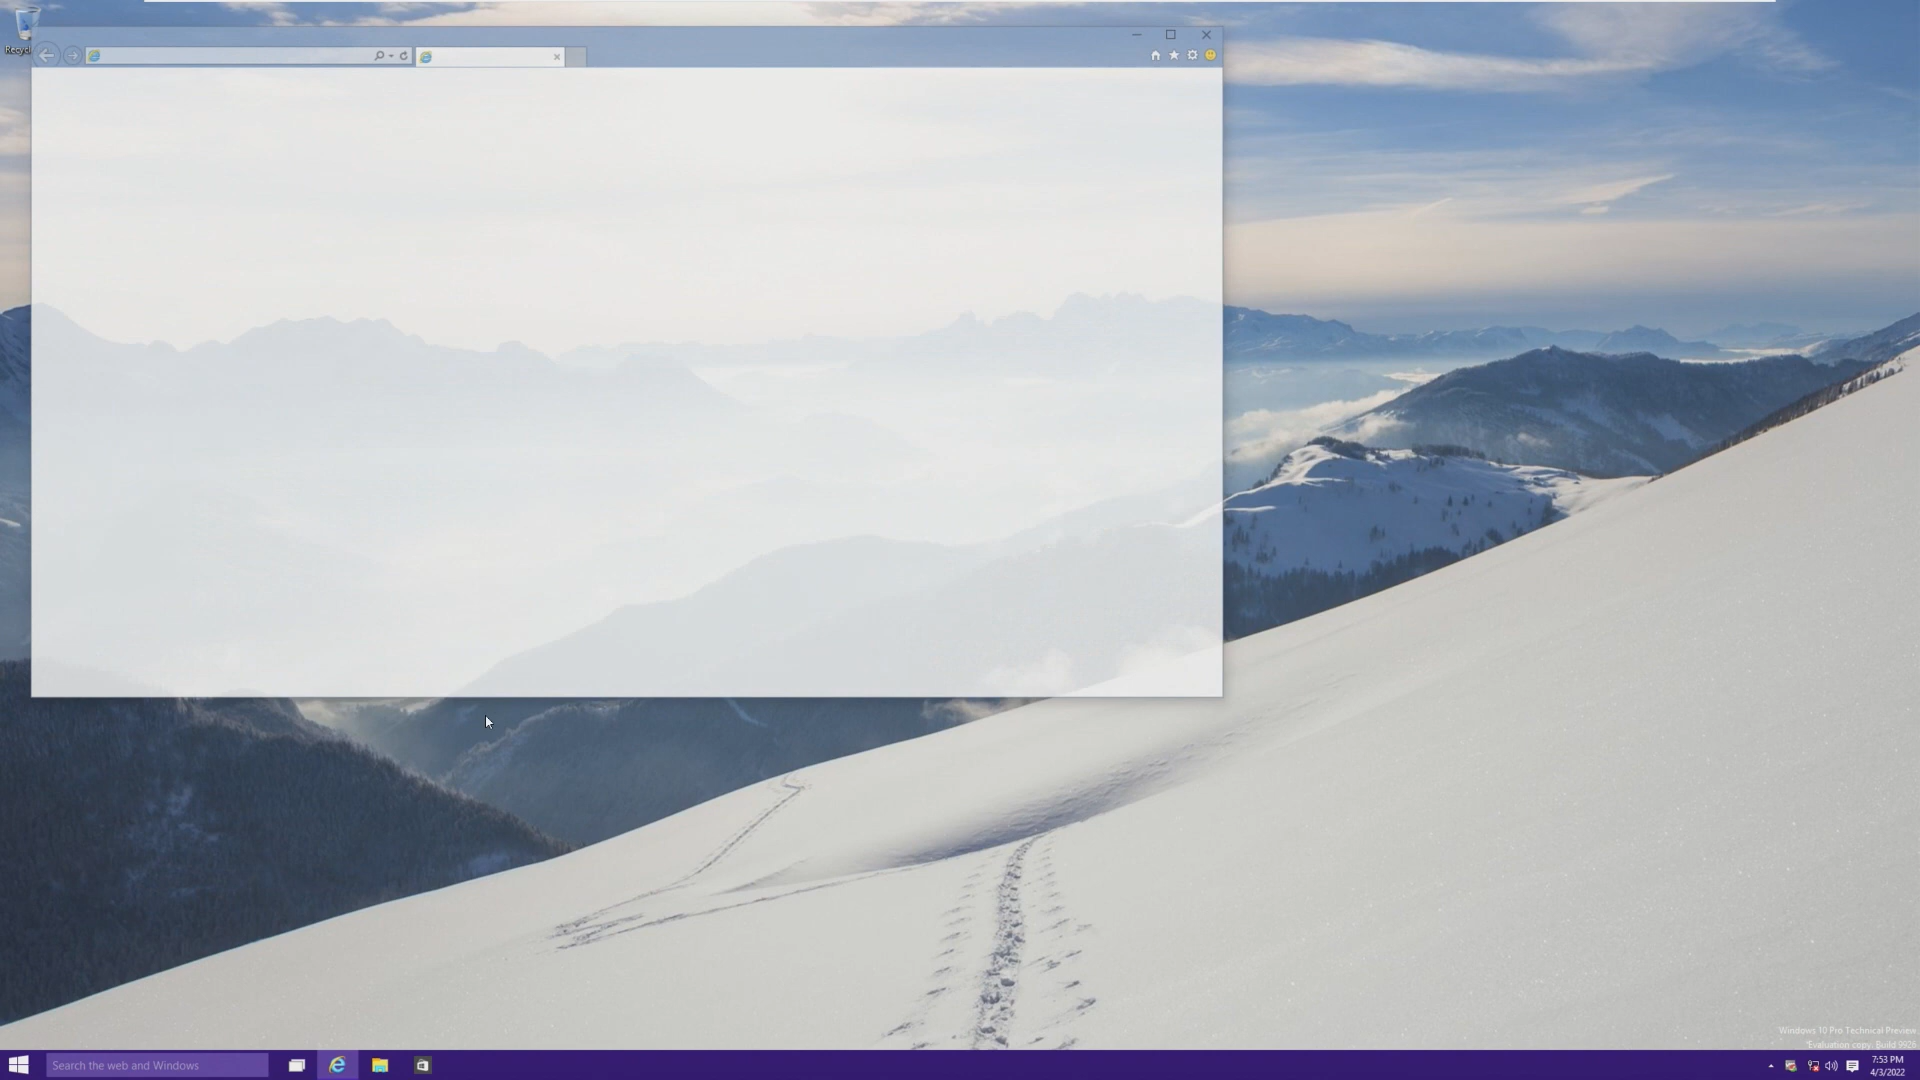 Recycl
Windows 10 Pro Technical Preview
Evaluation copy. Build 9926
Search the web and Windows
7:53 PM
4/3/2022